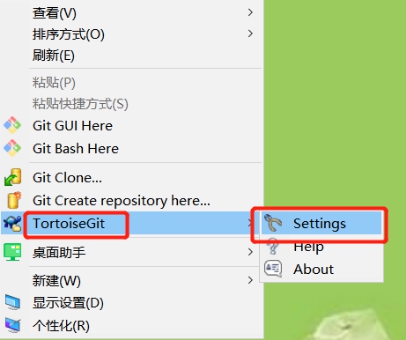 查看(V)
排序方式(O)
刷新(E)
粘贴(P)
粘贴快捷方式(S)
Git GUI Here
Git Bash Here
Git Clone...
Git Create repository here...
TortoiseGit
Settings
Help
About
桌面助手
新建(W)
显示设置(D)
个性化(R)